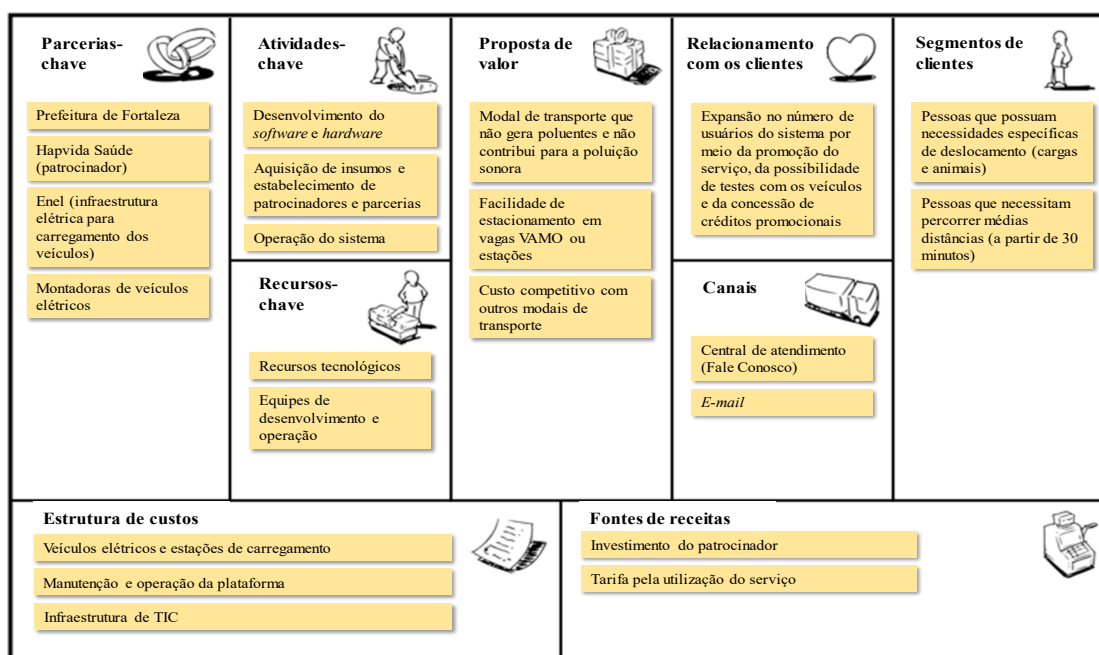 Parcerias-
chave
Prefeitura de Fortaleza
Hapvida Saúde
(patrocinador)
Enel (infraestrutura
elétrica para
carregamento dos
veículos)
Montadoras de veículos
elétricos
Atividades-
chave
Desenvolvimento do
software e hardware
Aquisição de insumos e
estabelecimento de
patrocinadores e parcerias
Operação do sistema
Recursos-
chave
Recursos tecnológicos
Equipes de
desenvolvimento e
operação
Proposta de
valor
Modal de transporte que
não gera poluentes e não
contribui para a poluição
sonora
Facilidade de
estacionamento em
vagas VAMO ou
estações
Custo competitivo com
outros modais de
transporte
Relacionamento
com os clientes
Expansão no número de
usuários do sistema por
meio da promoção do
serviço, da possibilidade
de testes com os veículos
e da concessão de
créditos promocionais
Canais
Central de atendimento
(Fale Conosco)
E-mail
Segmentos de
clientes
Pessoas que possuam
necessidades específicas
de deslocamento (cargas
e animais)
Pessoas que necessitam
percorrer médias
distâncias (a partir de 30
minutos)
Estrutura de custos
Veículos elétricos e estações de carregamento
Manutenção e operação da plataforma
Infraestrutura de TIC
Fontes de receitas
Investimento do patrocinador
Tarifa pela utilização do serviço